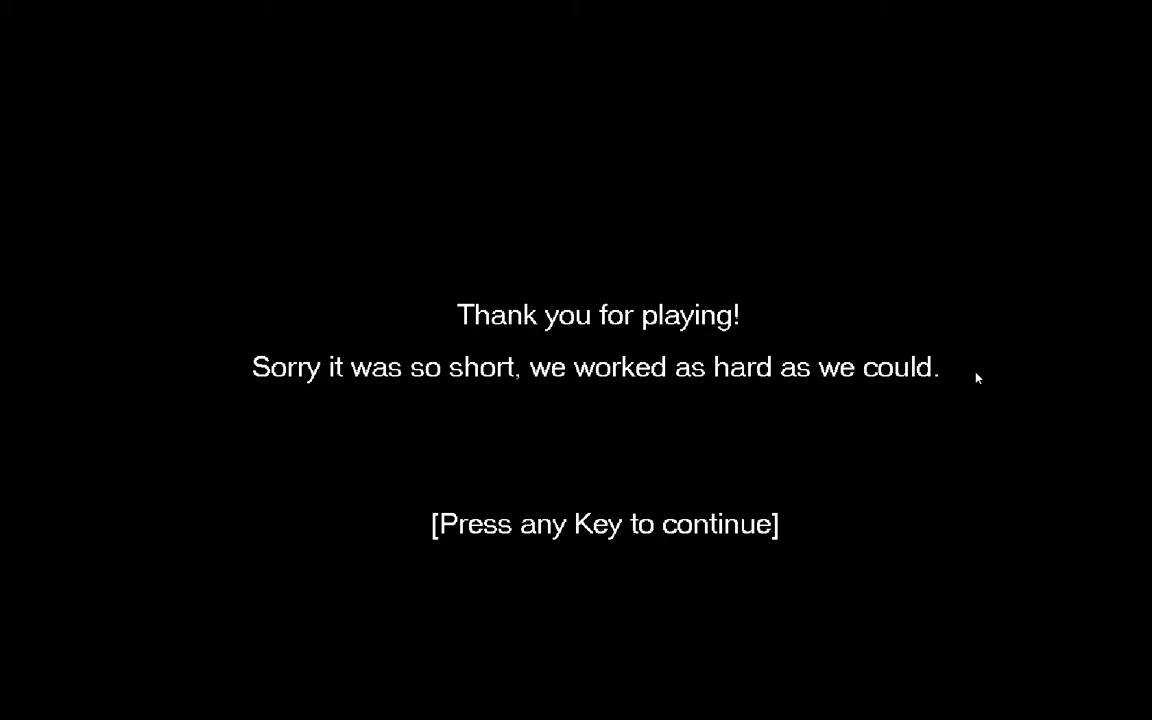 Thank you for playing!
Sorry it was so short, we worked as hard as we could.
[Press any Key to continue]